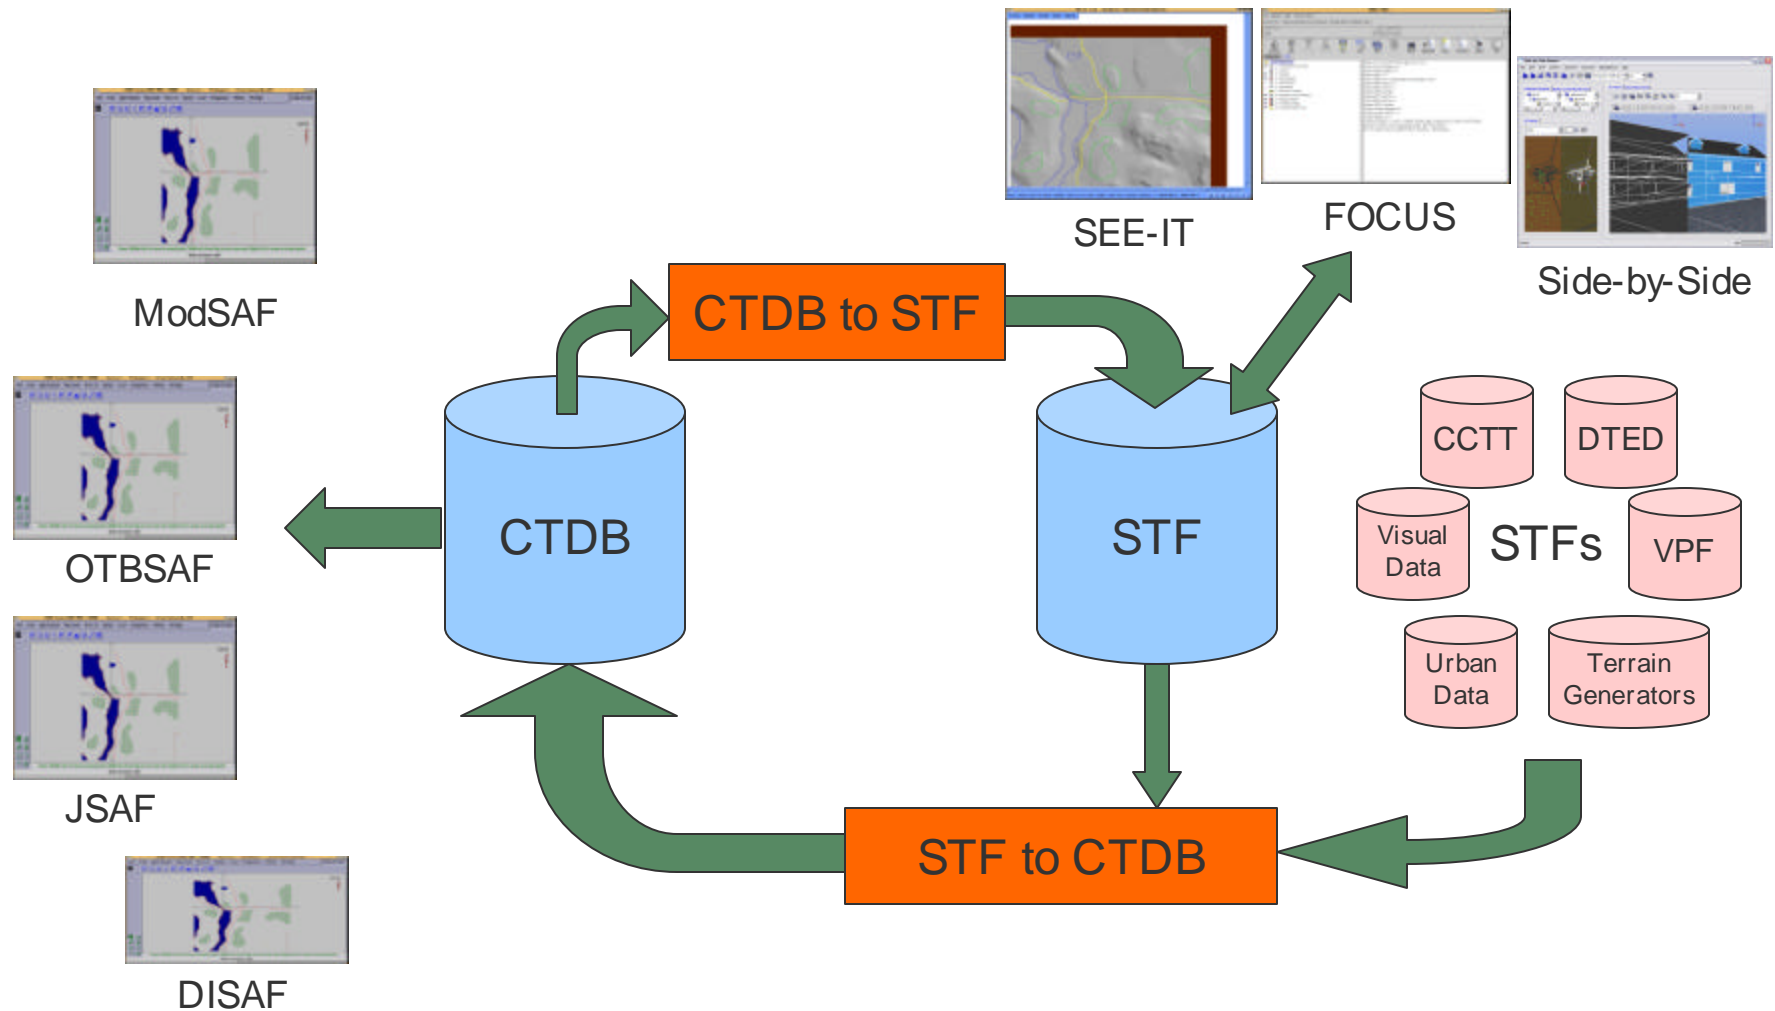 SEE-IT
FOCUS
Side-by-Side
ModSAF
CTDB to STF
OTBSAF
CTDB
STF
CCTT
DTED
Visual
Data
STFs
VPF
Urban
Data
Terrain
Generators
JSAF
STF to CTDB
DISAF